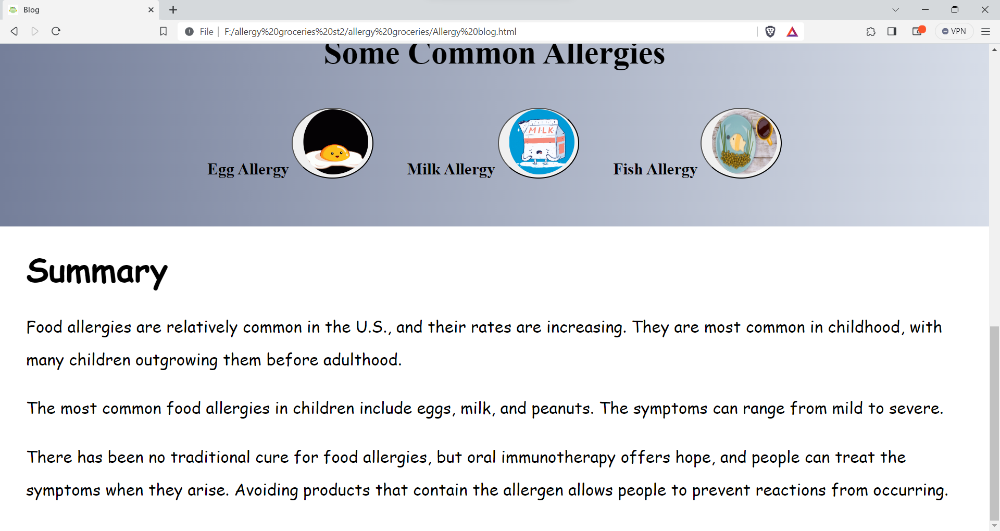 Blog
File
F:/allergy%20groceries%20st2/allergy%20groceries/Allergy%20blog.html
VPN
Some Common Allergies
MILK
Egg Allergy
Milk Allergy
Fish Allergy
Summary
Food allergies are relatively common in the U.S., and their rates are increasing. They are most common in childhood, with
many children outgrowing them before adulthood.
The most common food allergies in children include eggs, milk, and peanuts. The symptoms can range from mild to severe.
There has been no traditional cure for food allergies, but oral immunotherapy offers hope, and people can treat the
symptoms when they arise. Avoiding products that contain the allergen allows people to prevent reactions from occurring.